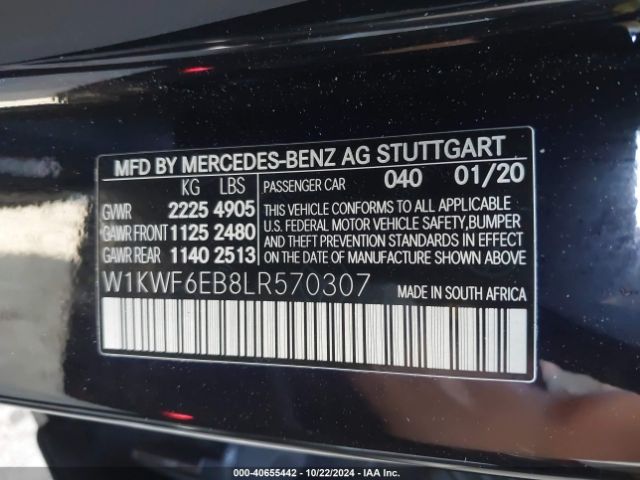 MFD BY MERCEDES-BENZ AG STUTTGART
KG LBS
GVWR 2225 4905
GAWR FRONT 1125 2480
GAWR REAR 1140 2513
PASSENGER CAR 040 01/20
THIS VEHICLE CONFORMS TO ALL APPLICABLE
U.S. FEDERAL MOTOR VEHICLE SAFETY,BUMPER
AND THEFT PREVENTION STANDARDS IN EFFECT
ON THE DATE OF MANUFACTURE SHOWN ABOVE.
W1KWF6EB8LR570307 MADE IN SOUTH AFRICA
000-40655442 | 10/22/2024 | IAA Inc.